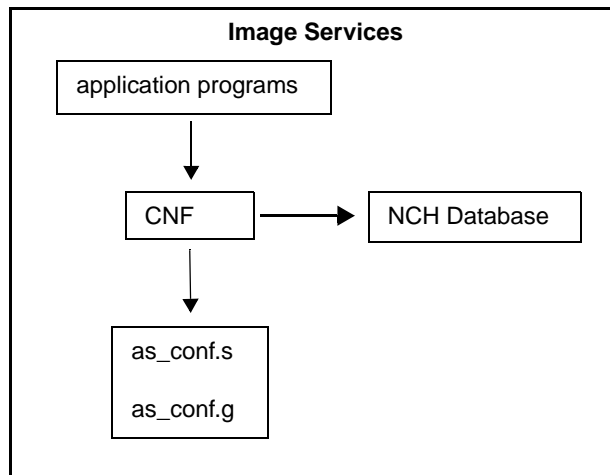 Image Services
application programs
CNF
NCH Database
as_conf.s
as_conf.g